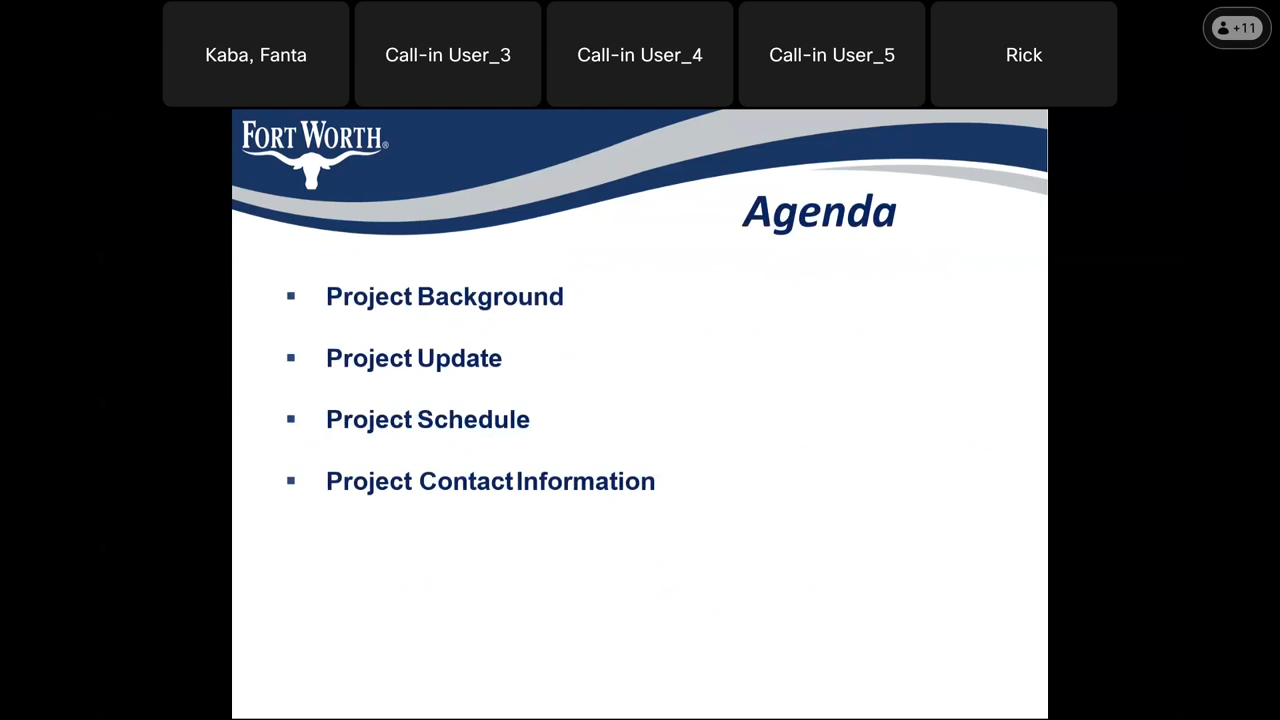 Kaba, Fanta
Call-in User_3
Call-in User_4
Call-in User_5
Rick
+11
FORT WORTH®
Agenda
▪ Project Background
▪ Project Update
▪ Project Schedule
▪ Project Contact Information